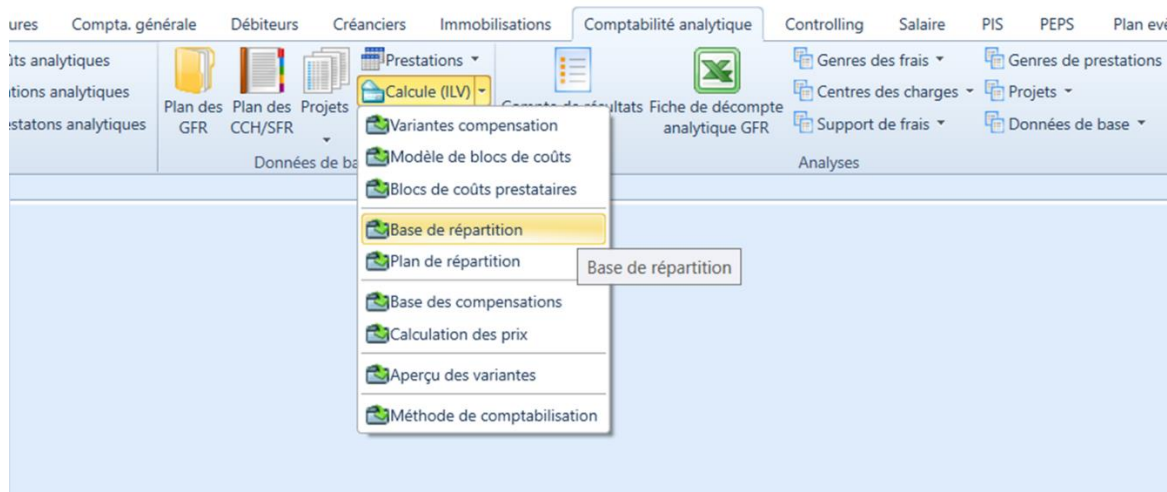 ures Compta. générale Débiteurs Créanciers Immobilisations Comptabilité analytique Controlling Salaire PIS PEPS Plan evé
ûts analytiques
ations analytiques
estatons analytiques
Plan des GFR
Plan des CCH/SFR
Projets
Prestations
Calcule (ILV)
Compte de résultats
Fiche de décompte
analytique GFR
Genres des frais
Centres des charges
Support de frais
Genres de prestations
Projets
Données de base
Données de ba
Analyses
Variantes compensation
Modèle de blocs de coûts
Blocs de coûts prestataires
Base de répartition
Plan de répartition
Base de répartition
Base des compensations
Calculation des prix
Aperçu des variantes
Méthode de comptabilisation